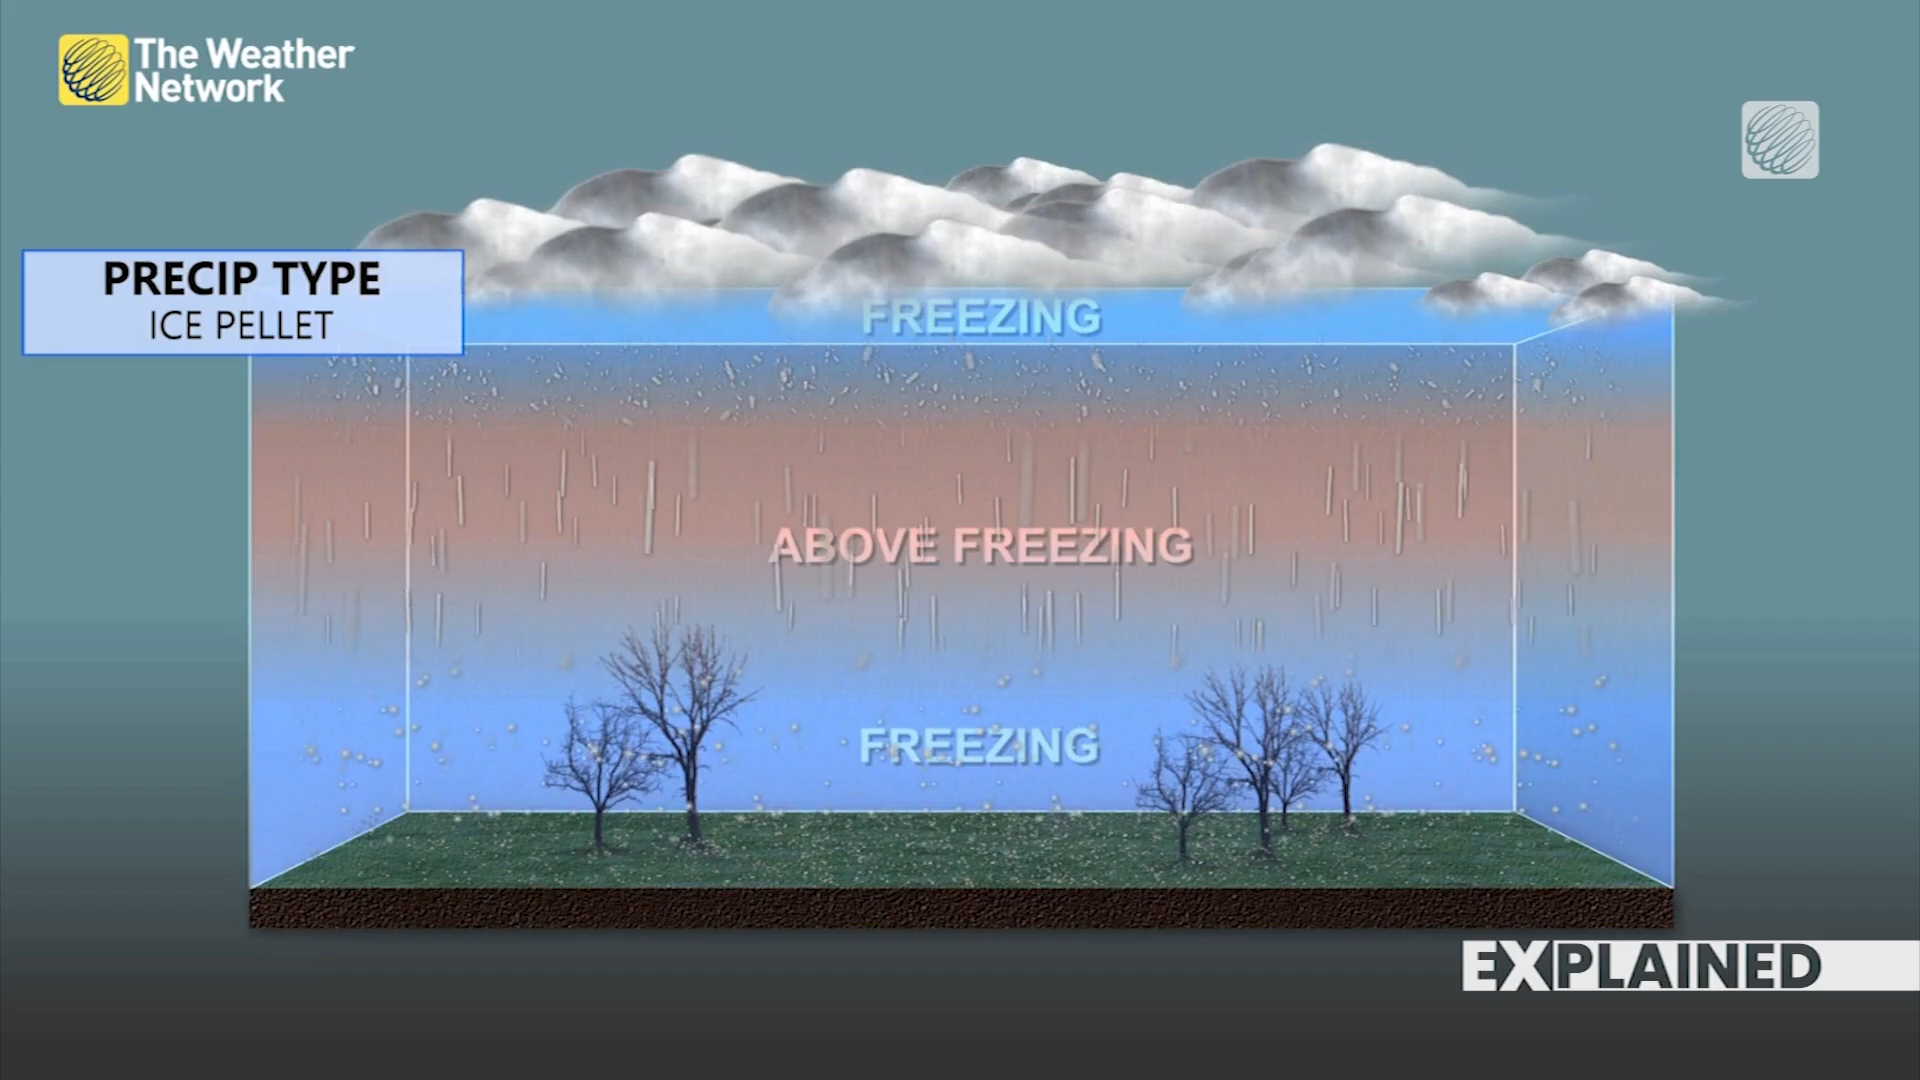 The Weather
Network
PRECIP TYPE
ICE PELLET
FREEZING
ABOVE FREEZING
FREEZING
EXPLAINED